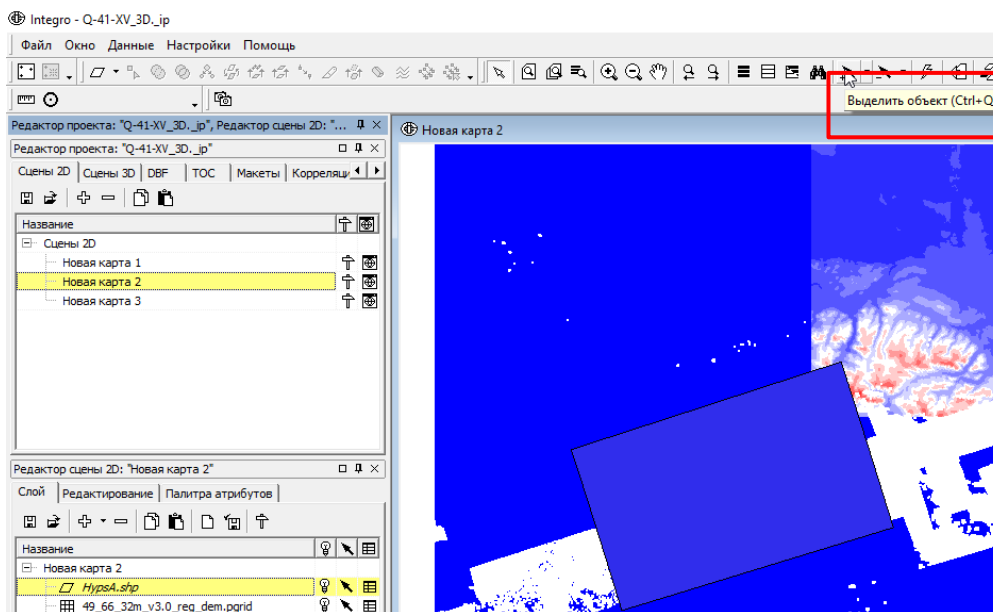 Integro - Q-41-XV_3D._ip
Файл Окно Данные Настройки Помощь
Выделить объект (Ctrl+Q
Редактор проекта: "Q-41-XV_3D._ip", Редактор сцены 2D: "...
Новая карта 2
Редактор проекта: "Q-41-XV_3D._ip"
Сцены 2D Сцены 3D DBF TOC Макеты Корреляци
Название
Сцены 2D
Новая карта 1
Новая карта 2
Новая карта 3
Редактор сцены 2D: "Новая карта 2"
Слой Редактирование Палитра атрибутов
Название
Новая карта 2
HypsA.shp
49_66_32m_v3.0_reg_dem.pgrid